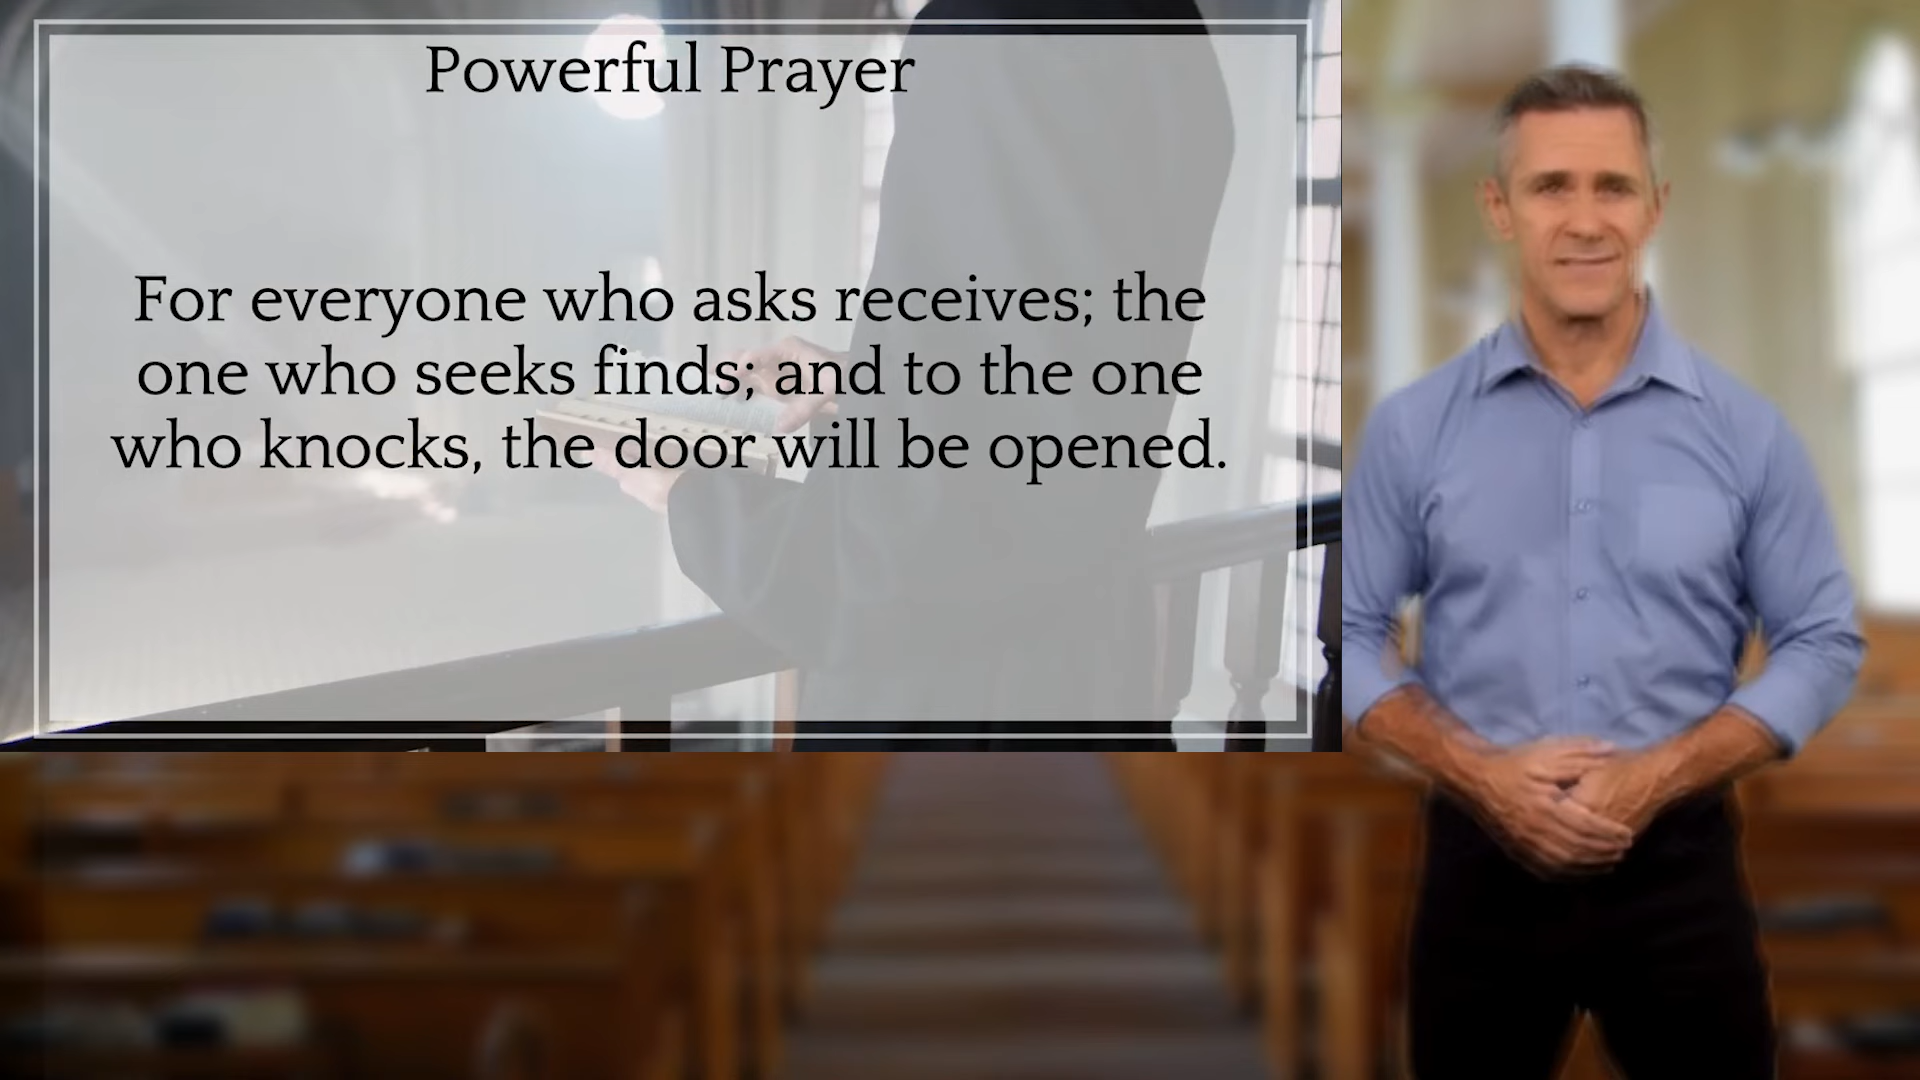 Powerful Prayer
For everyone who asks receives; the
one who seeks finds; and to the one
who knocks, the door will be opened.